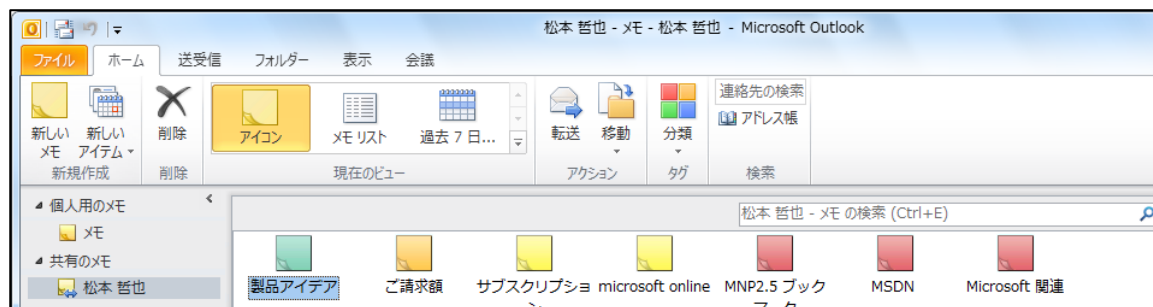 松本 哲也 - メモ - 松本 哲也 - Microsoft Outlook
ファイル ホーム 送受信 フォルダー 表示 会議
新しい
メモ
新しい
アイテム
削除
アイコン
メモ リスト
過去 7 日...
転送
移動
分類
連絡先の検索
アドレス帳
新規作成 削除 現在のビュー アクション タグ 検索
個人用のメモ
メモ
共有のメモ
松本 哲也
松本 哲也 - メモ の検索 (Ctrl+E)
製品アイデア
ご請求額
サブスクリプショ
ン
microsoft online
MNP2.5 ブック
マーク
MSDN
Microsoft 関連